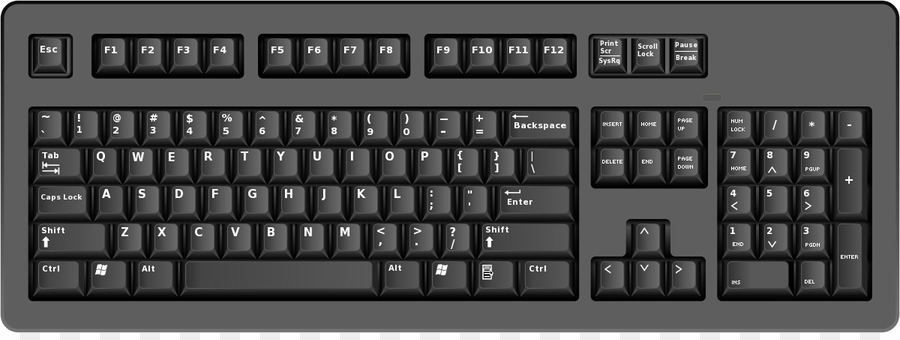 Esc F1 F2 F3 F4 F5 F6 F7 F8 F9 F10 F11 F12 Print Scr SysRq Scroll Lock Pause Break
~ ` ! 1 @ 2 # 3 $ 4 % 5 ^ 6 & 7 * 8 ( 9 ) 0 — - + = Backspace INSERT HOME PAGE UP NUM LOCK / * -
Tab Q W E R T Y U I O P { [ } ] | \ DELETE END PAGE DOWN 7 HOME 8 9 PGUP +
Caps Lock A S D F G H J K L : ; " ' Enter 4 < 5 6 >
Shift Z X C V B N M < , > . ? / Shift 1 END 2 3 PGDN ENTER
Ctrl Alt Alt Ctrl < > INS DEL